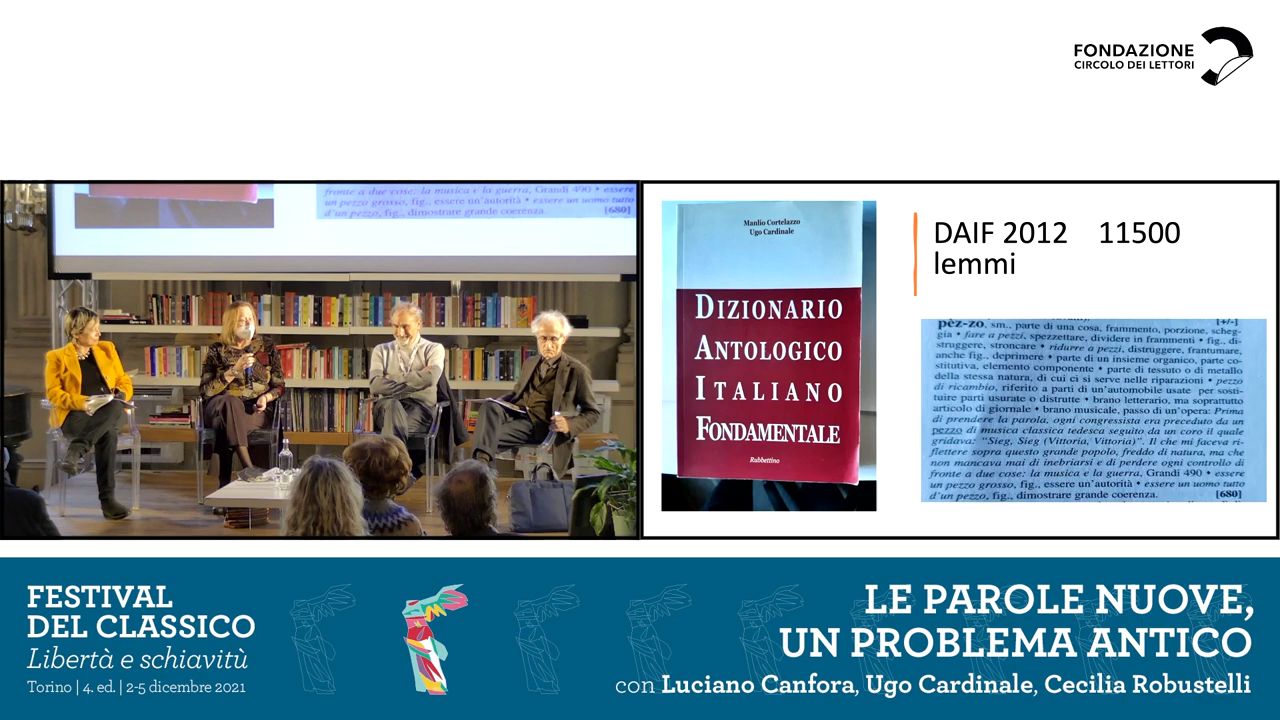 FONDAZIONE
CIRCOLO DEI LETTORI
fronte a due cose: la musica e la guerra, Grandi 490 • essere
un pezzo grosso, fig., essere un'autorità • essere un uomo tutto
d'un pezzo, fig., dimostrare grande coerenza. [680]
Manlio Cortelazzo
Ugo Cardinale
DIZIONARIO
ANTOLOGICO
ITALIANO
FONDAMENTALE
Rubbettino
DAIF 2012 11500
lemmi
[+/-]
pèz-zo, sm., parte di una cosa, frammento, porzione, scheg-
gia • fare a pezzi, spezzettare, dividere in frammenti • fig., di-
struggere, stroncare • ridurre a pezzi, distruggere, frantumare,
anche fig., deprimere • parte di un insieme organico, parte co-
stitutiva, elemento componente • parte di tessuto o di metallo
della stessa natura, di cui ci si serve nelle riparazioni • pezzo
di ricambio, riferito a parti di un'automobile usate per sosti-
tuire parti usurate o distrutte • brano letterario, ma soprattutto
articolo di giornale • brano musicale, passo di un'opera: Prima
di prendere la parola, ogni congressista era preceduto da un
pezzo di musica classica tedesca seguito da un coro il quale
gridava: "Sieg, Sieg (Vittoria, Vittoria)". Il che mi faceva ri-
flettere sopra questo grande popolo, freddo di natura, ma che
non mancava mai di inebriarsi e di perdere ogni controllo di
fronte a due cose: la musica e la guerra, Grandi 490 • essere
un pezzo grosso, fig., essere un'autorità • essere un uomo tutto
d'un pezzo, fig., dimostrare grande coerenza. [680]
FESTIVAL
DEL CLASSICO
Libertà e schiavitù
Torino | 4. ed. | 2-5 dicembre 2021
LE PAROLE NUOVE,
UN PROBLEMA ANTICO
con Luciano Canfora, Ugo Cardinale, Cecilia Robustelli